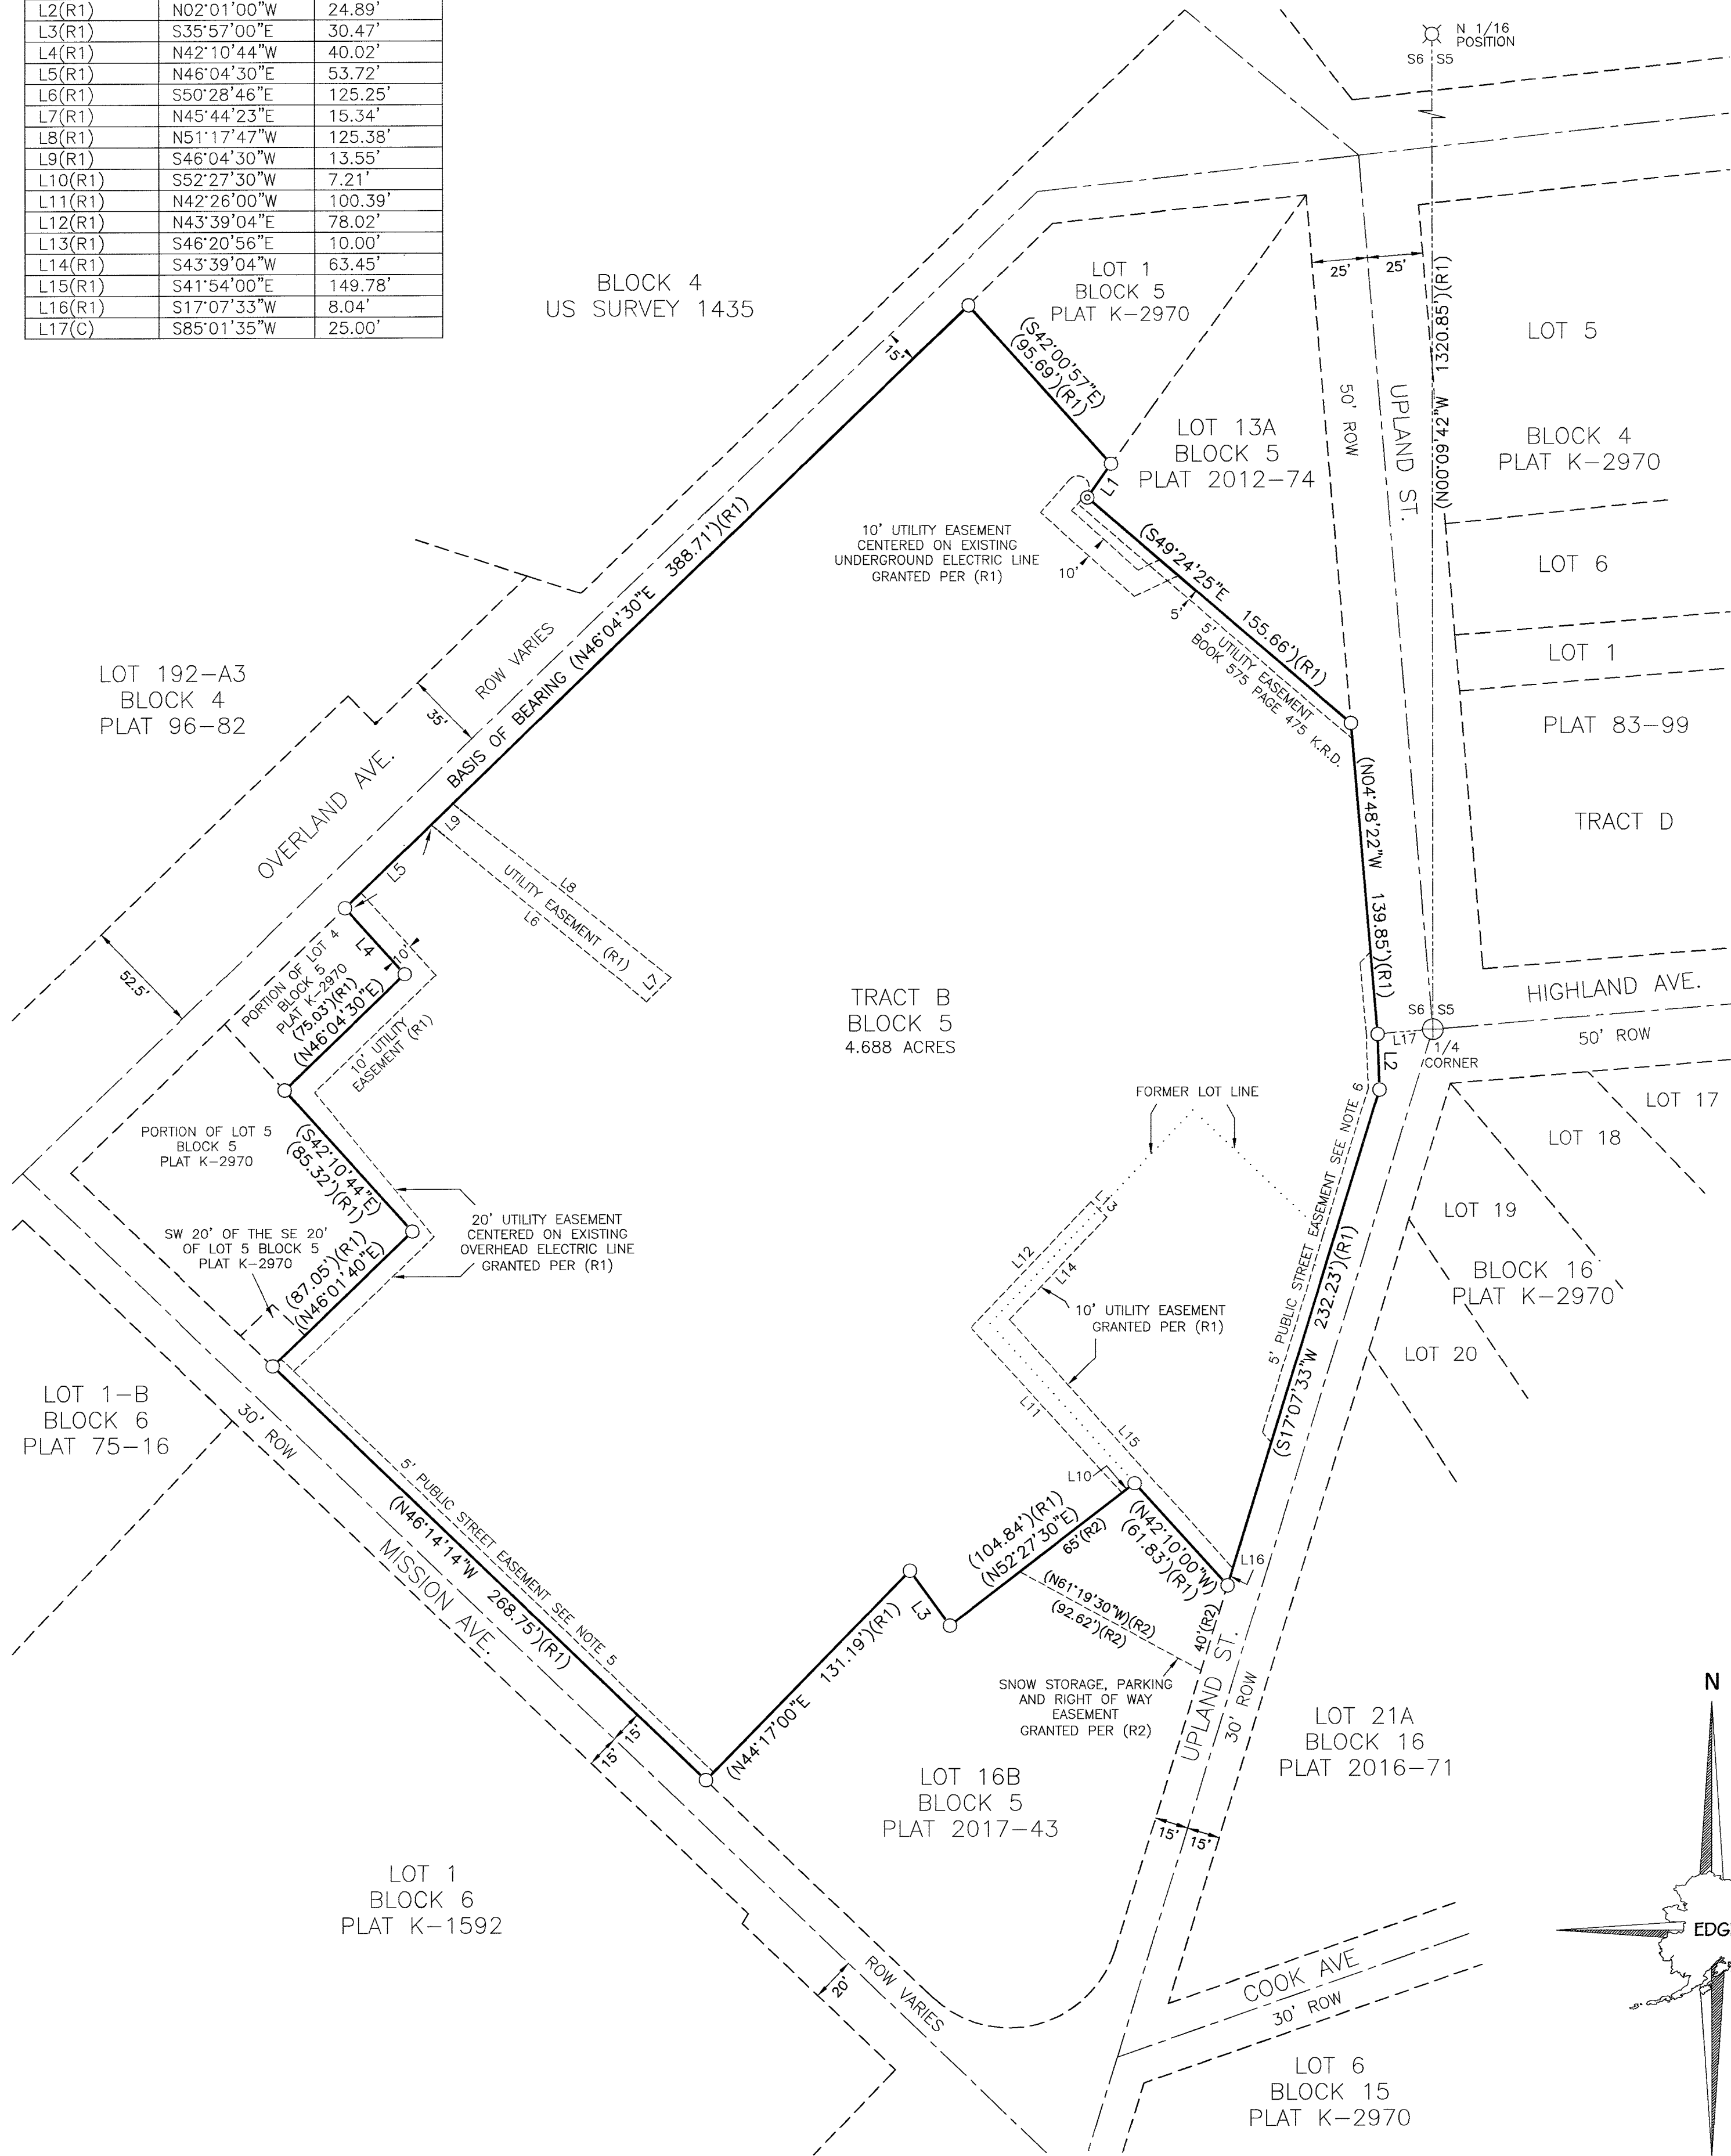 L2(R1) N02°01'00"W 24.89'
L3(R1) S35°57'00"E 30.47'
L4(R1) N42°10'44"W 40.02'
L5(R1) N46°04'30"E 53.72'
L6(R1) S50°28'46"E 125.25'
L7(R1) N45°44'23"E 15.34'
L8(R1) N51°17'47"W 125.38'
L9(R1) S46°04'30"W 13.55'
L10(R1) S52°27'30"W 7.21'
L11(R1) N42°26'00"W 100.39'
L12(R1) N43°39'04"E 78.02'
L13(R1) S46°20'56"E 10.00'
L14(R1) S43°39'04"W 63.45'
L15(R1) S41°54'00"E 149.78'
L16(R1) S17°07'33"W 8.04'
L17(C) S85°01'35"W 25.00'
N 1/16
POSITION
S6 S5
BLOCK 4
US SURVEY 1435
LOT 1
BLOCK 5
PLAT K-2970
25' 25'
(N00°09'42"W 1320.85')(R1)
LOT 5
15'
(S42°00'57"E)
(95.69')(R1)
50' ROW
UPLAND ST.
BLOCK 4
PLAT K-2970
LOT 13A
BLOCK 5
PLAT 2012-74
L1
10' UTILITY EASEMENT
CENTERED ON EXISTING
UNDERGROUND ELECTRIC LINE
GRANTED PER (R1)
10'
(S49°24'25"E 155.66')(R1)
5'
5' UTILITY EASEMENT
BOOK 575 PAGE 475 K.R.D.
LOT 6
LOT 1
PLAT 83-99
TRACT D
LOT 192-A3
BLOCK 4
PLAT 96-82
ROW VARIES
35'
BASIS OF BEARING (N46°04'30"E 388.71')(R1)
OVERLAND AVE.
52.5'
L9
L5
L8
UTILITY EASEMENT (R1)
L6
L7
(N04°48'22"W 139.85')(R1)
HIGHLAND AVE.
50' ROW
S6 S5
L17
1/4
CORNER
L2
L4
10'
PORTION OF LOT 4
BLOCK 5
PLAT K-2970
(75.03')(R1)
(N46°04'30"E)
10' UTILITY
EASEMENT (R1)
TRACT B
BLOCK 5
4.688 ACRES
FORMER LOT LINE
LOT 17
LOT 18
LOT 19
BLOCK 16
PLAT K-2970
LOT 20
PORTION OF LOT 5
BLOCK 5
PLAT K-2970
(S42°10'44"E)
(85.32')(R1)
SW 20' OF THE SE 20'
OF LOT 5 BLOCK 5
PLAT K-2970
(87.05')(R1)
(N46°01'40"E)
20' UTILITY EASEMENT
CENTERED ON EXISTING
OVERHEAD ELECTRIC LINE
GRANTED PER (R1)
L13
L12
L14
10' UTILITY EASEMENT
GRANTED PER (R1)
5' PUBLIC STREET EASEMENT SEE NOTE 6
(S17°07'33"W 232.23')(R1)
L11
L15
L10
LOT 1-B
BLOCK 6
PLAT 75-16
30' ROW
5' PUBLIC STREET EASEMENT SEE NOTE 5
(N46°14'14"W 268.75')(R1)
MISSION AVE.
(104.84')(R1)
(N52°27'30"E)
65'(R2)
(N42°10'00"W)
(61.83')(R1)
L16
L3
(N61°19'30"W)(R2)
(92.62')(R2)
40'(R2)
(N44°17'00"E 131.19')(R1)
SNOW STORAGE, PARKING
AND RIGHT OF WAY
EASEMENT
GRANTED PER (R2)
UPLAND ST.
30' ROW
15'
15'
LOT 16B
BLOCK 5
PLAT 2017-43
LOT 21A
BLOCK 16
PLAT 2016-71
15' 15'
N
EDG
LOT 1
BLOCK 6
PLAT K-1592
20'
ROW VARIES
COOK AVE
30' ROW
LOT 6
BLOCK 15
PLAT K-2970